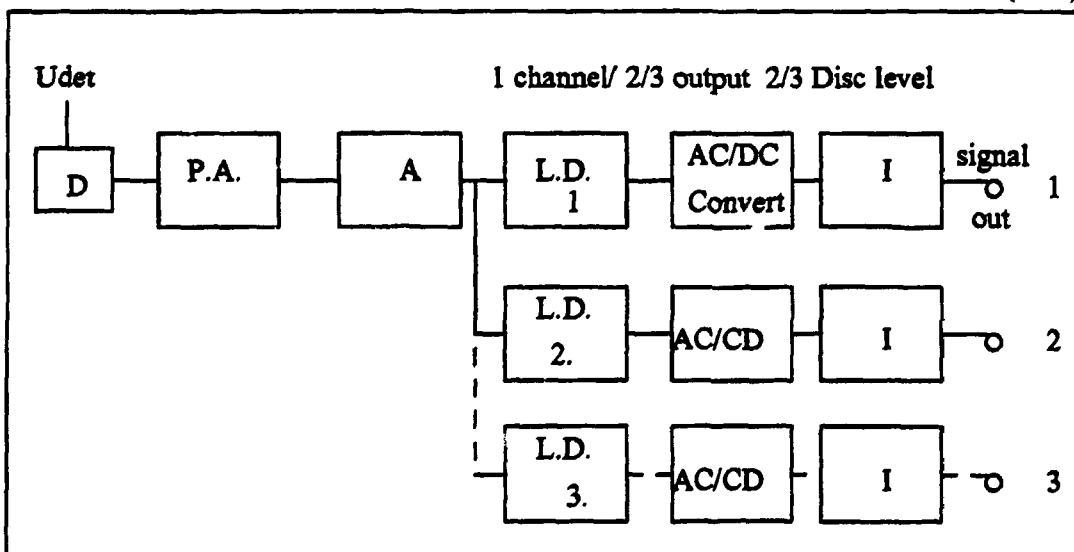 Udet
1 channel/ 2/3 output 2/3 Disc level
D
P.A.
A
L.D.
1
AC/DC
Convert
I
signal
out
1
L.D.
2.
AC/CD
I
2
L.D.
3.
AC/CD
I
3